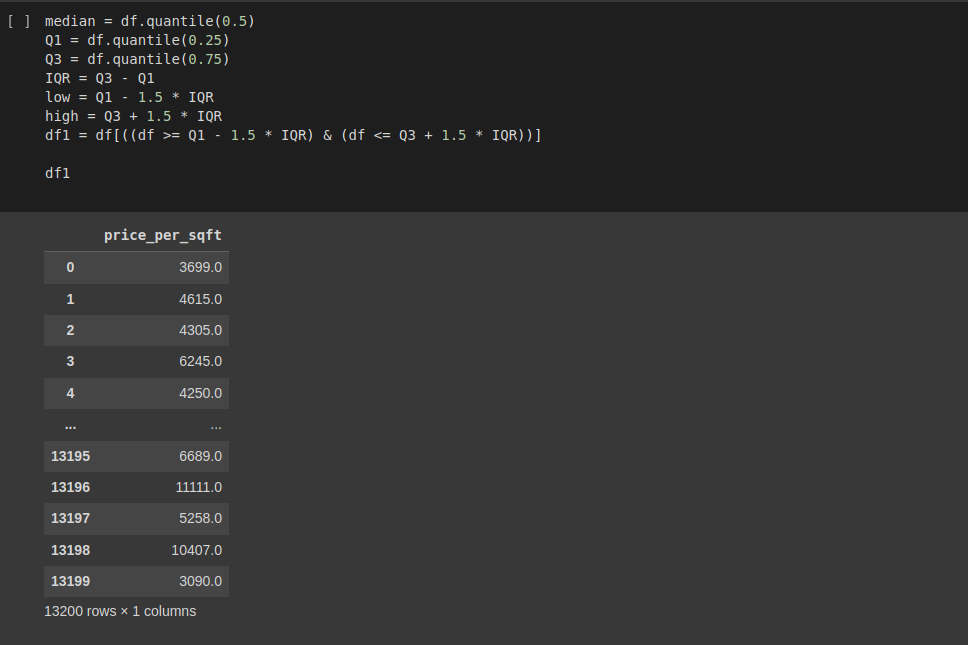 [ ] median = df.quantile(0.5)
Q1 = df.quantile(0.25)
Q3 = df.quantile(0.75)
IQR = Q3 - Q1
low = Q1 - 1.5 * IQR
high = Q3 + 1.5 * IQR
df1 = df[((df >= Q1 - 1.5 * IQR) & (df <= Q3 + 1.5 * IQR))]
df1
price_per_sqft
0 3699.0
1 4615.0
2 4305.0
3 6245.0
4 4250.0
... ...
13195 6689.0
13196 11111.0
13197 5258.0
13198 10407.0
13199 3090.0
13200 rows × 1 columns